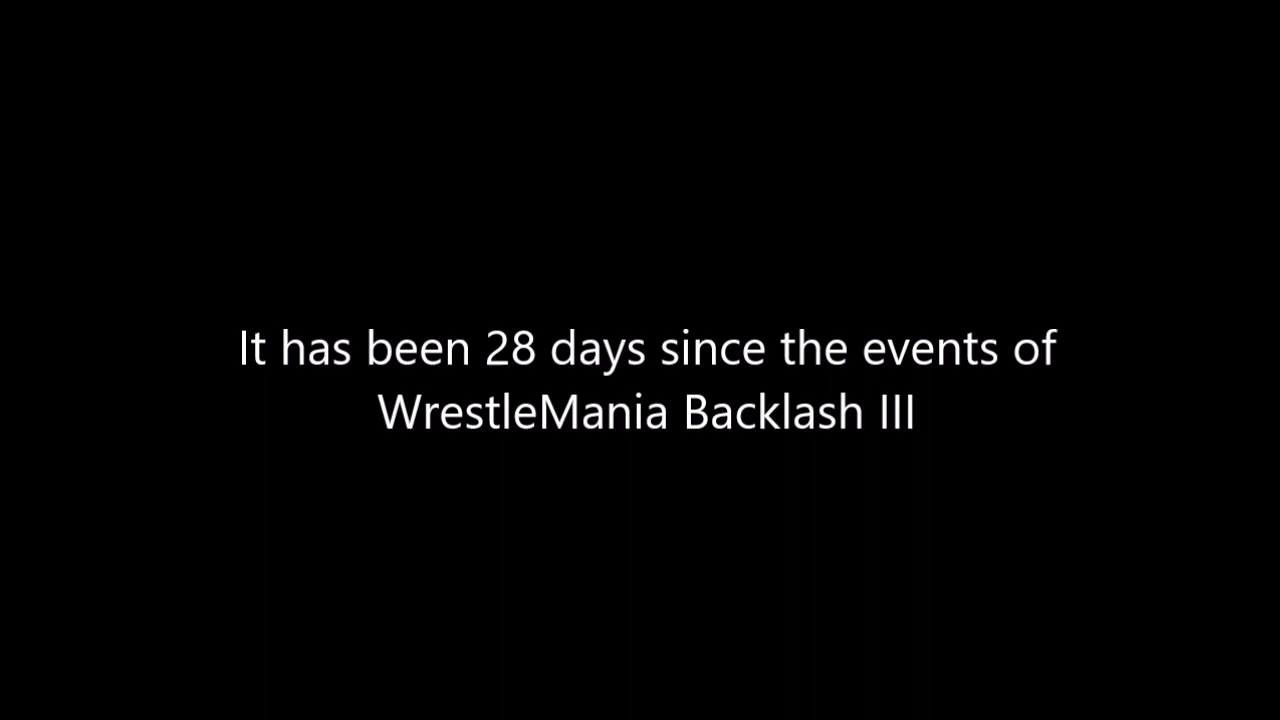 It has been 28 days since the events of
WrestleMania Backlash III